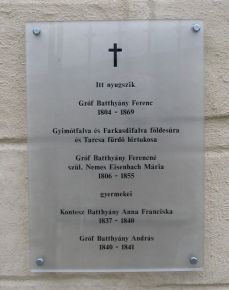 Itt nyugszik
Gróf Batthyány Ferenc
1804 - 1869
Gyimótfalva és Farkasdifalva földesúra
és Tarcsa fürdő birtokosa
Gróf Batthyány Ferencné
szül. Nemes Eisenbach Mária
1806 - 1855
gyermekei
Kontesz Batthyány Anna Franciska
1837 - 1840
Gróf Batthyány András
1840 - 1841